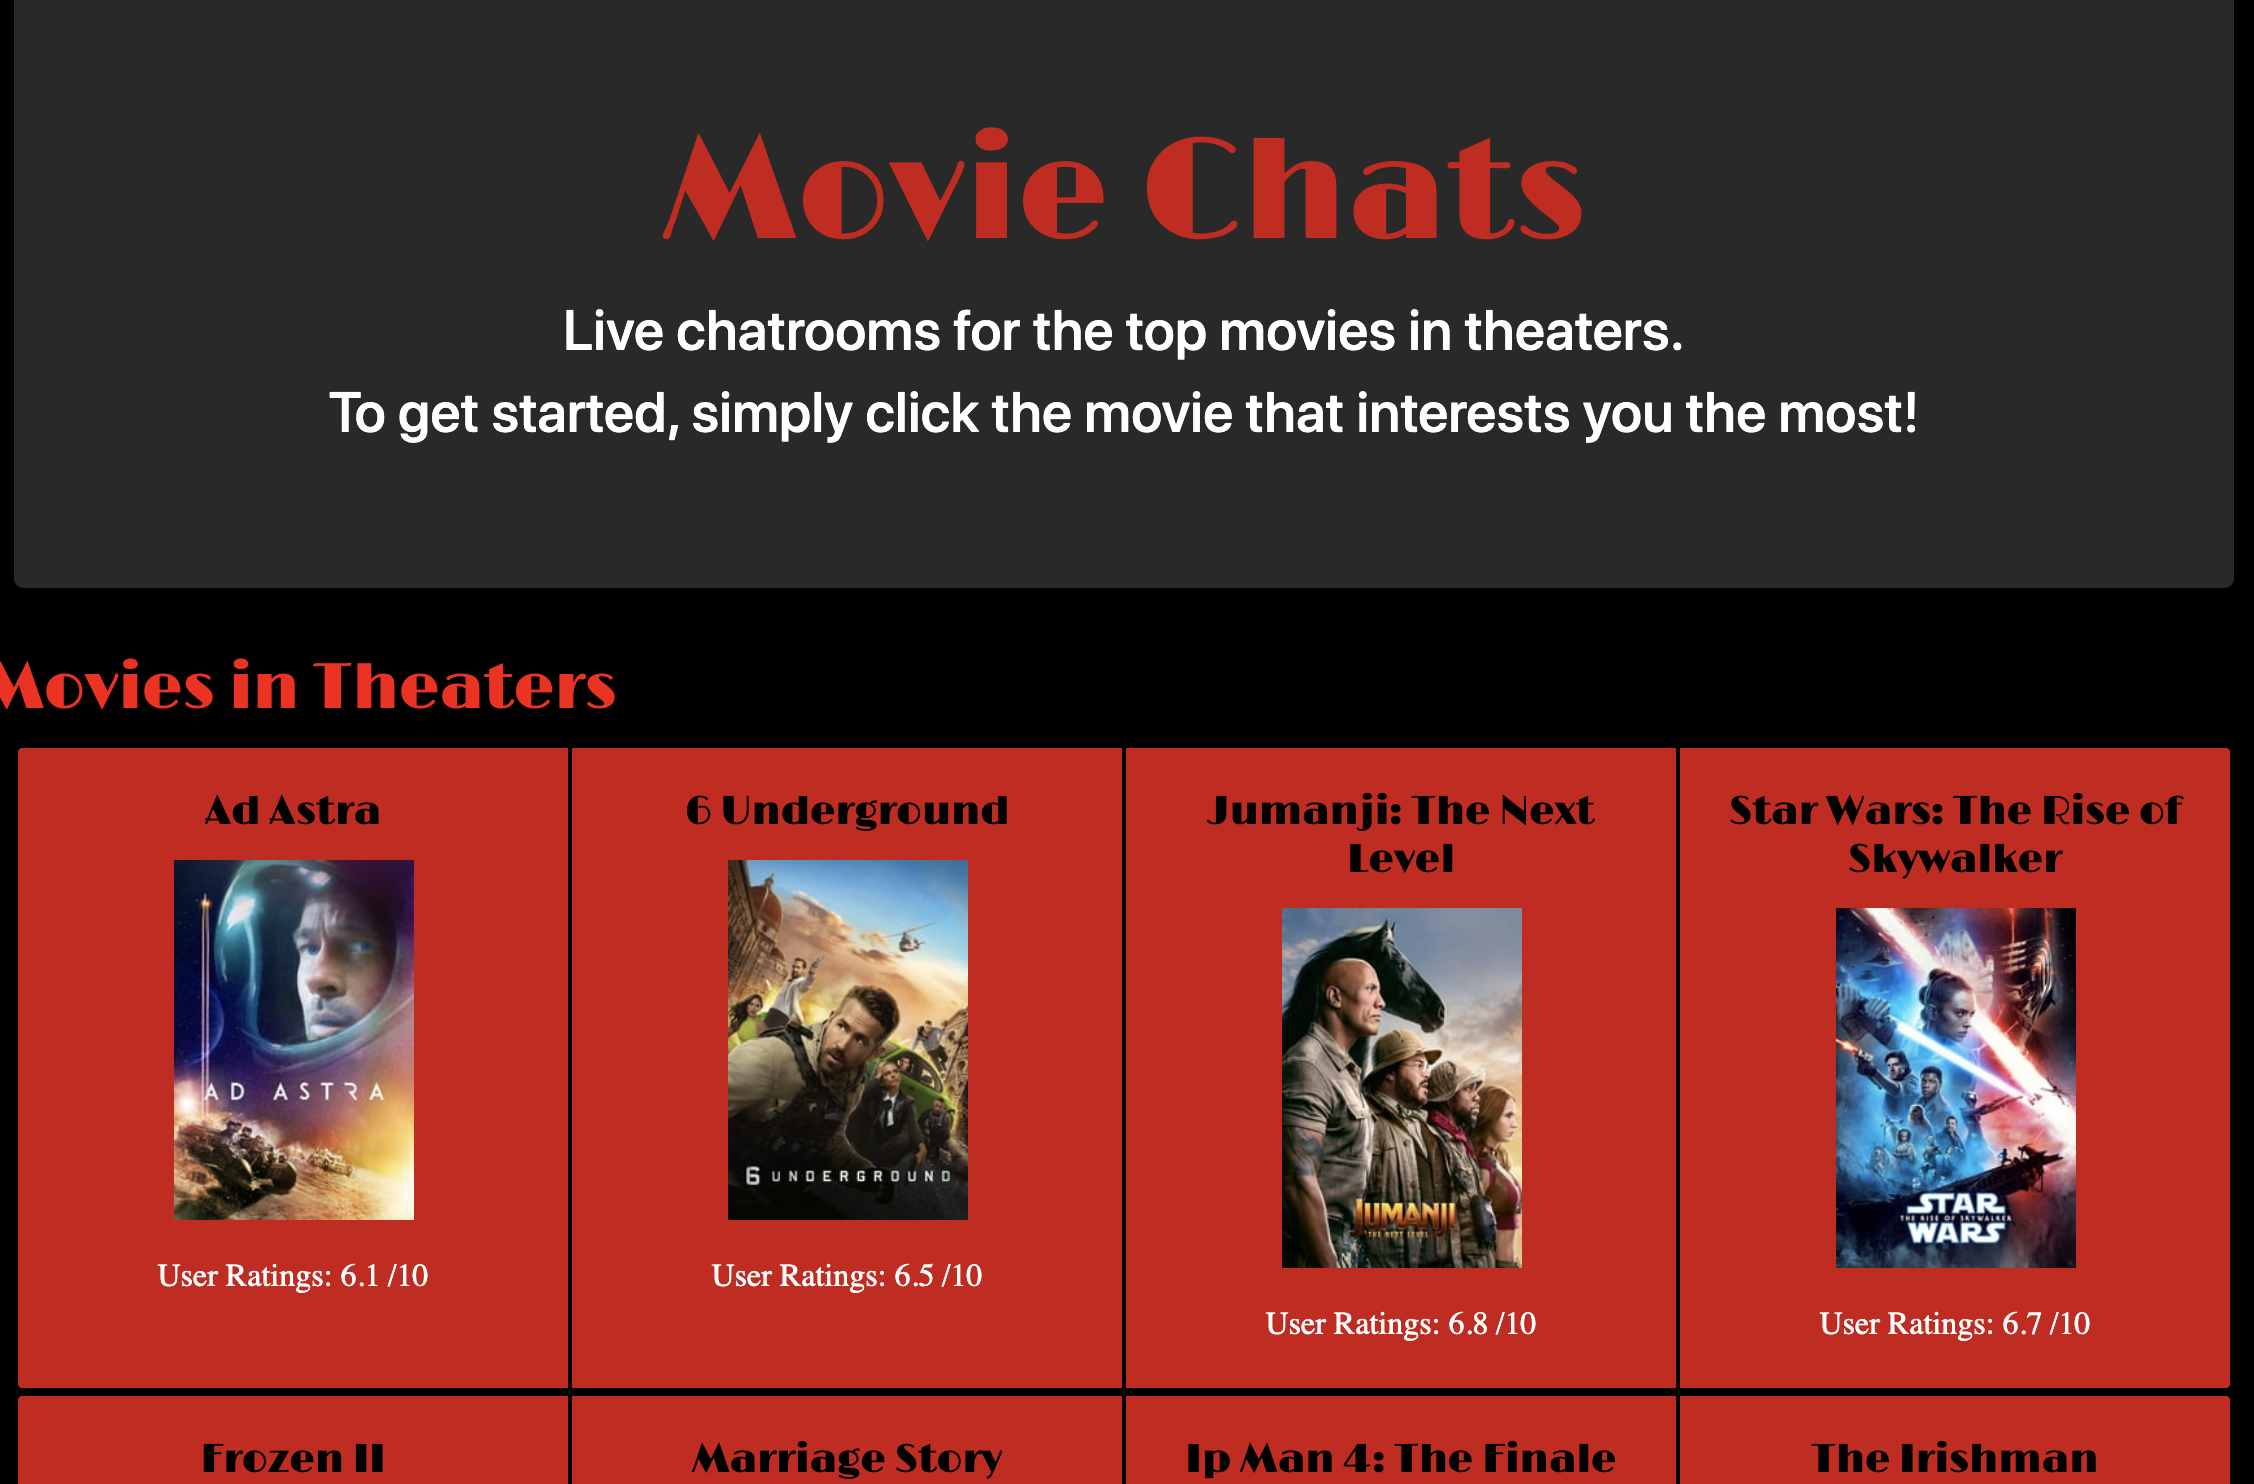 Movie Chats
Live chatrooms for the top movies in theaters.
To get started, simply click the movie that interests you the most!
Movies in Theaters
Ad Astra
AD ASTRA
User Ratings: 6.1 /10
6 Underground
6 UNDERGROUND
User Ratings: 6.5 /10
Jumanji: The Next
Level
JUMANJI
THE NEXT LEVEL
User Ratings: 6.8 /10
Star Wars: The Rise of
Skywalker
STAR
THE RISE OF SKYWALKER
WARS
User Ratings: 6.7 /10
Frozen II
Marriage Story
Ip Man 4: The Finale
The Irishman